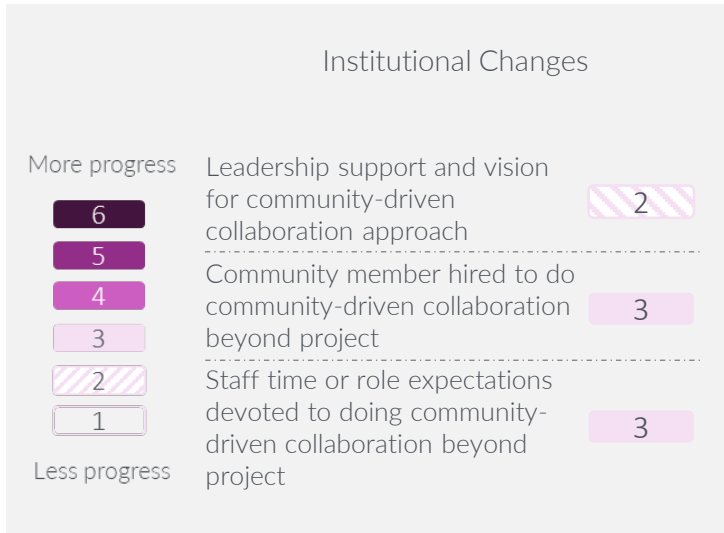 Institutional Changes
More progress
6
5
4
3
2
1
Less progress
Leadership support and vision
for community-driven
collaboration approach
2
Community member hired to do
community-driven collaboration
beyond project
3
Staff time or role expectations
devoted to doing community-
driven collaboration beyond
project
3